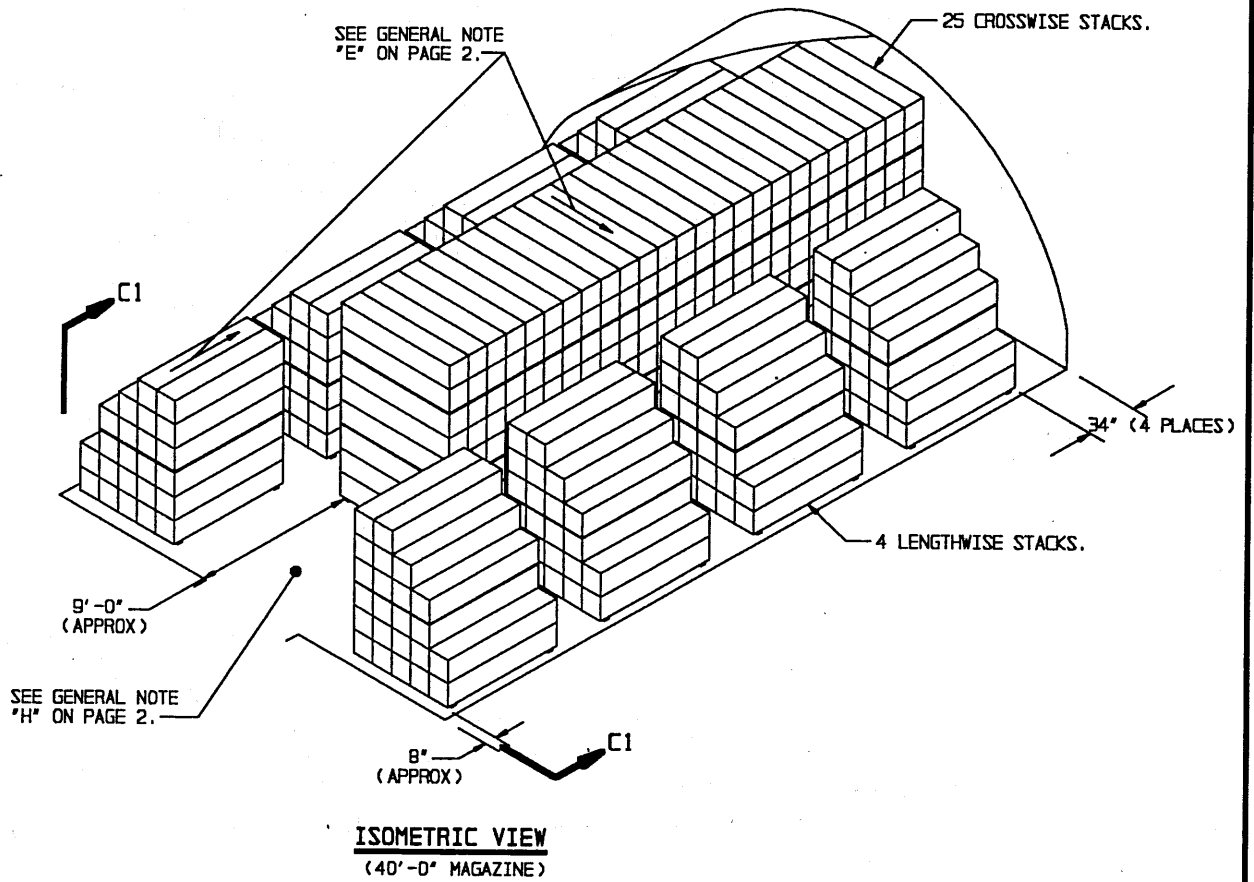 SEE GENERAL NOTE
"E" ON PAGE 2.
25 CROSSWISE STACKS.
C1
34" (4 PLACES)
4 LENGTHWISE STACKS.
9'-0"
(APPROX)
SEE GENERAL NOTE
"H" ON PAGE 2.
8"
(APPROX)
C1
ISOMETRIC VIEW
(40'-0" MAGAZINE)